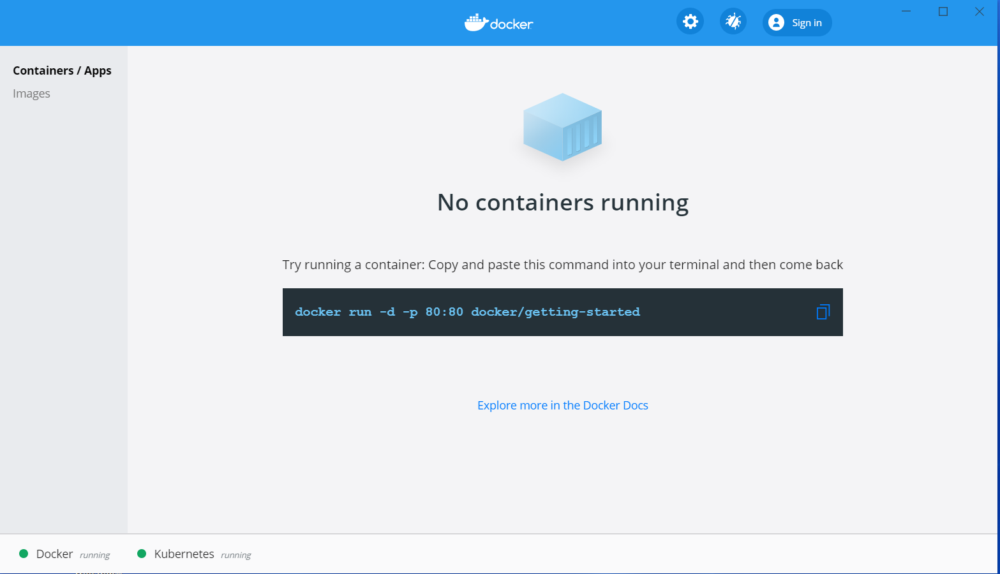 docker
Sign in
Containers / Apps
Images
No containers running
Try running a container: Copy and paste this command into your terminal and then come back
docker run -d -p 80:80 docker/getting-started
Explore more in the Docker Docs
Docker running
Kubernetes running